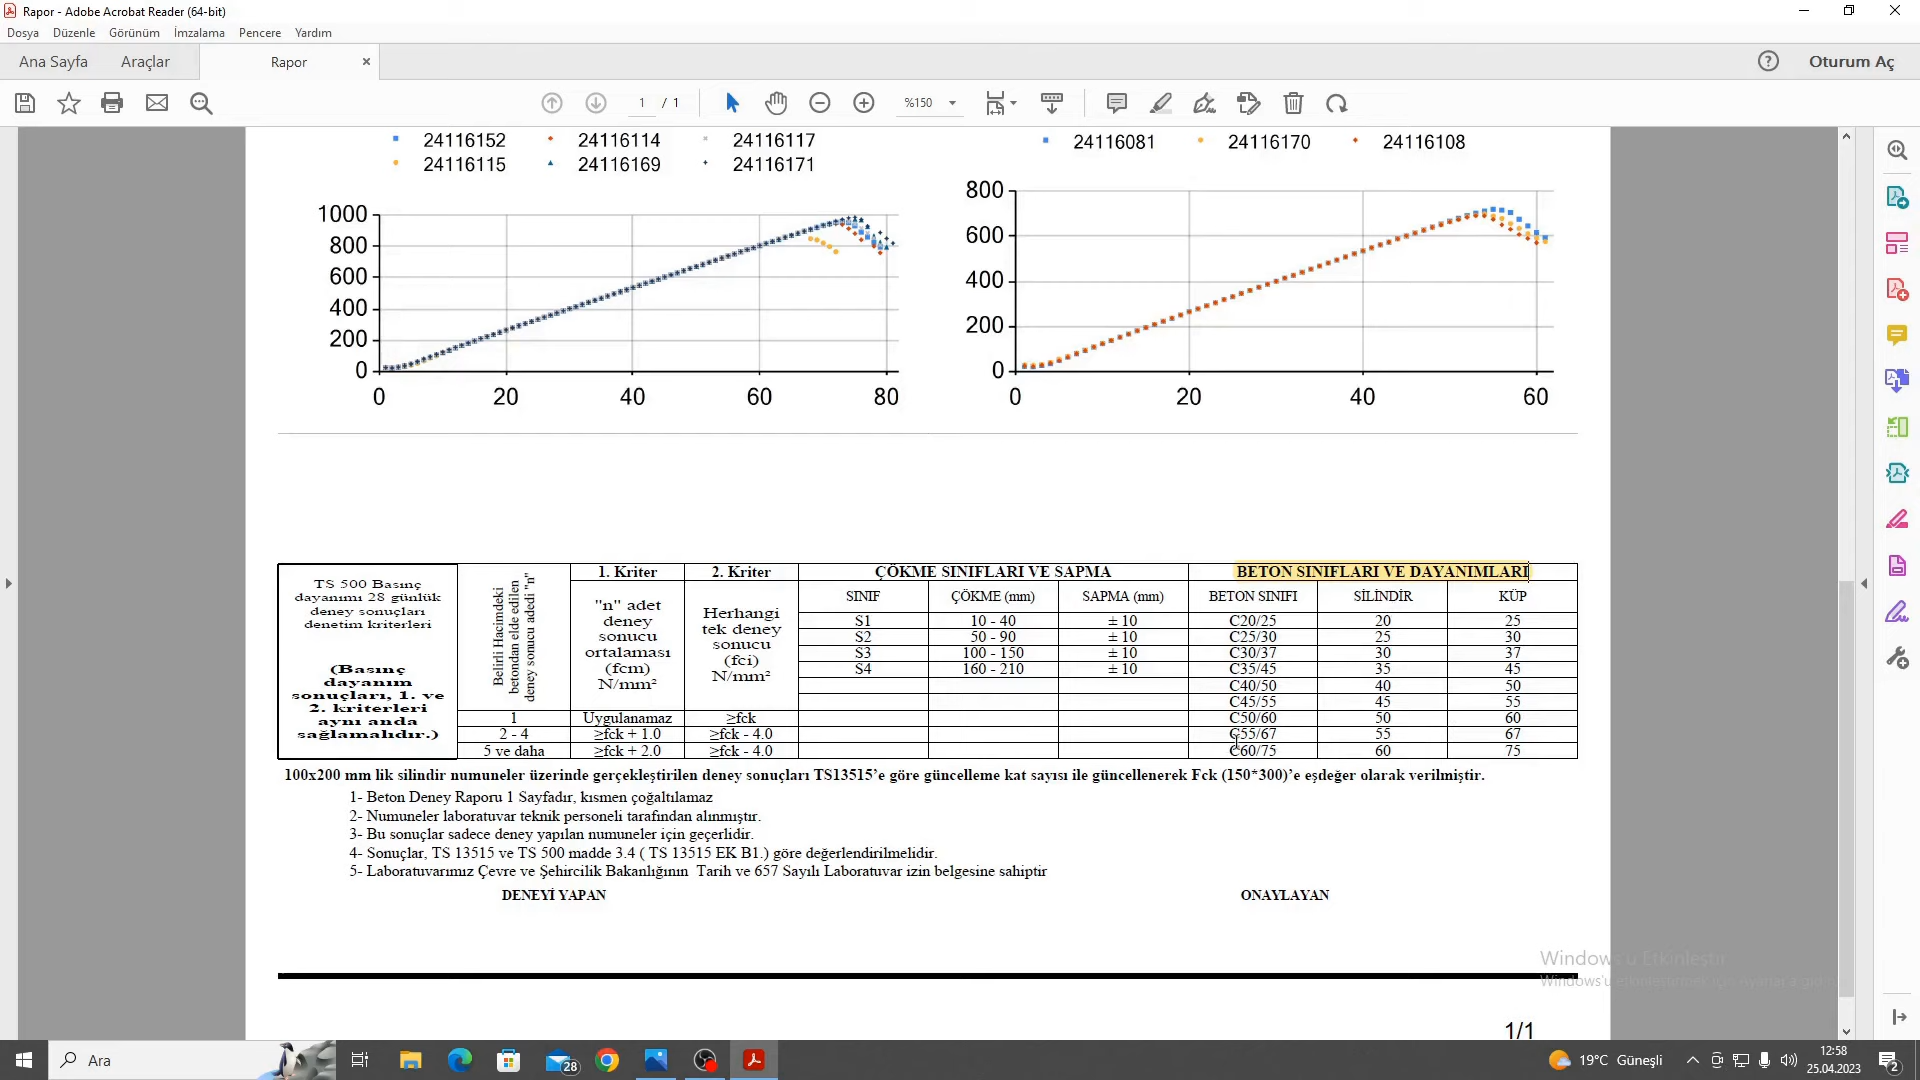 Rapor - Adobe Acrobat Reader (64-bit)
Dosya Düzenle Görünüm İmzalama Pencere Yardım
Ana Sayfa Araçlar Rapor Oturum Aç
1 / 1 %150
24116152 24116114 24116117
24116115 24116169 24116171
24116081 24116170 24116108
1000
800
600
400
200
0
0 20 40 60 80
800
600
400
200
0
0 20 40 60
TS 500 Basınç
dayanımı 28 günlük
deney sonuçları
denetim kriterleri
(Basınç
dayanım
sonuçları, 1. ve
2. kriterleri
aynı anda
sağlamalıdır.)
Belirli Hacimdeki
betondan elde edilen
deney sonucu adedi "n"
1. Kriter 2. Kriter
"n" adet
deney
sonucu
ortalaması
(fcm)
N/mm²
Herhangi
tek deney
sonucu
(fci)
N/mm²
1 Uygulanamaz ≥fck
2 - 4 ≥fck + 1.0 ≥fck - 4.0
5 ve daha ≥fck + 2.0 ≥fck - 4.0
ÇÖKME SINIFLARI VE SAPMA
SINIF ÇÖKME (mm) SAPMA (mm)
S1 10 - 40 ± 10
S2 50 - 90 ± 10
S3 100 - 150 ± 10
S4 160 - 210 ± 10
BETON SINIFLARI VE DAYANIMLARI
BETON SINIFI SİLİNDİR KÜP
C20/25 20 25
C25/30 25 30
C30/37 30 37
C35/45 35 45
C40/50 40 50
C45/55 45 55
C50/60 50 60
C55/67 55 67
C60/75 60 75
100x200 mm lik silindir numuneler üzerinde gerçekleştirilen deney sonuçları TS13515’e göre güncelleme kat sayısı ile güncellenerek Fck (150*300)’e eşdeğer olarak verilmiştir.
1- Beton Deney Raporu 1 Sayfadır, kısmen çoğaltılamaz
2- Numuneler laboratuvar teknik personeli tarafından alınmıştır.
3- Bu sonuçlar sadece deney yapılan numuneler için geçerlidir.
4- Sonuçlar, TS 13515 ve TS 500 madde 3.4 ( TS 13515 EK B1.) göre değerlendirilmelidir.
5- Laboratuvarımız Çevre ve Şehircilik Bakanlığının Tarih ve 657 Sayılı Laboratuvar izin belgesine sahiptir
DENEYİ YAPAN ONAYLAYAN
Windows'u Etkinleştir
1/1
Ara
28
19°C Güneşli
12:58
25.04.2023
2